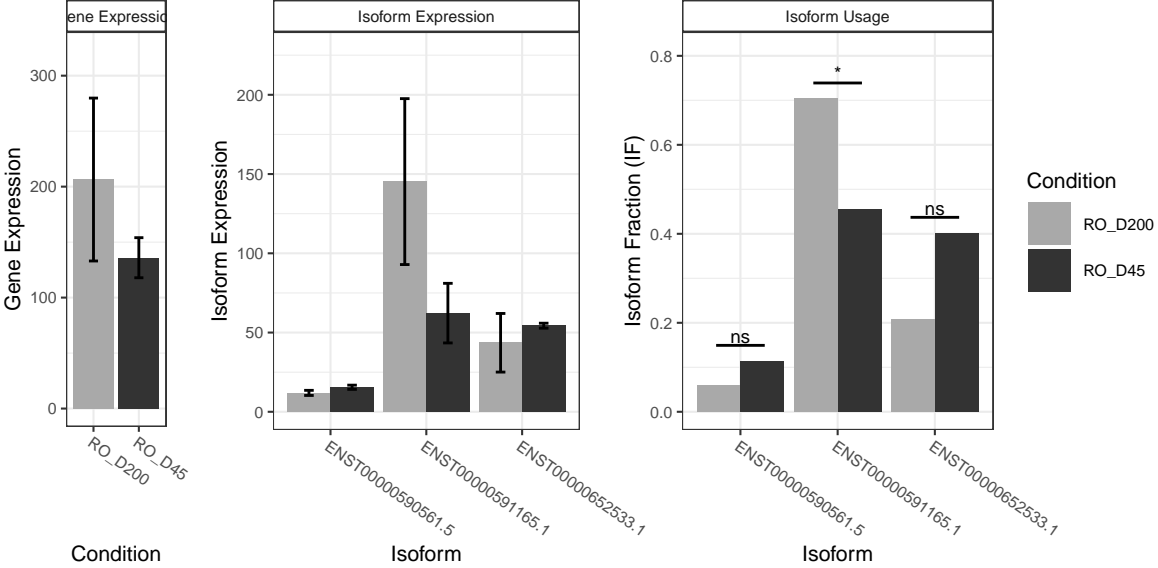 ene Expressio
Gene Expression
300
200
100
0
RO_D200
RO_D45
Condition
Isoform Expression
Isoform Expression
200
150
100
50
0
ENST00000590561.5
ENST00000591165.1
ENST00000652533.1
Isoform
Isoform Usage
Isoform Fraction (IF)
0.8
0.6
0.4
0.2
0.0
ns
*
ns
ENST00000590561.5
ENST00000591165.1
ENST00000652533.1
Isoform
Condition
RO_D200
RO_D45